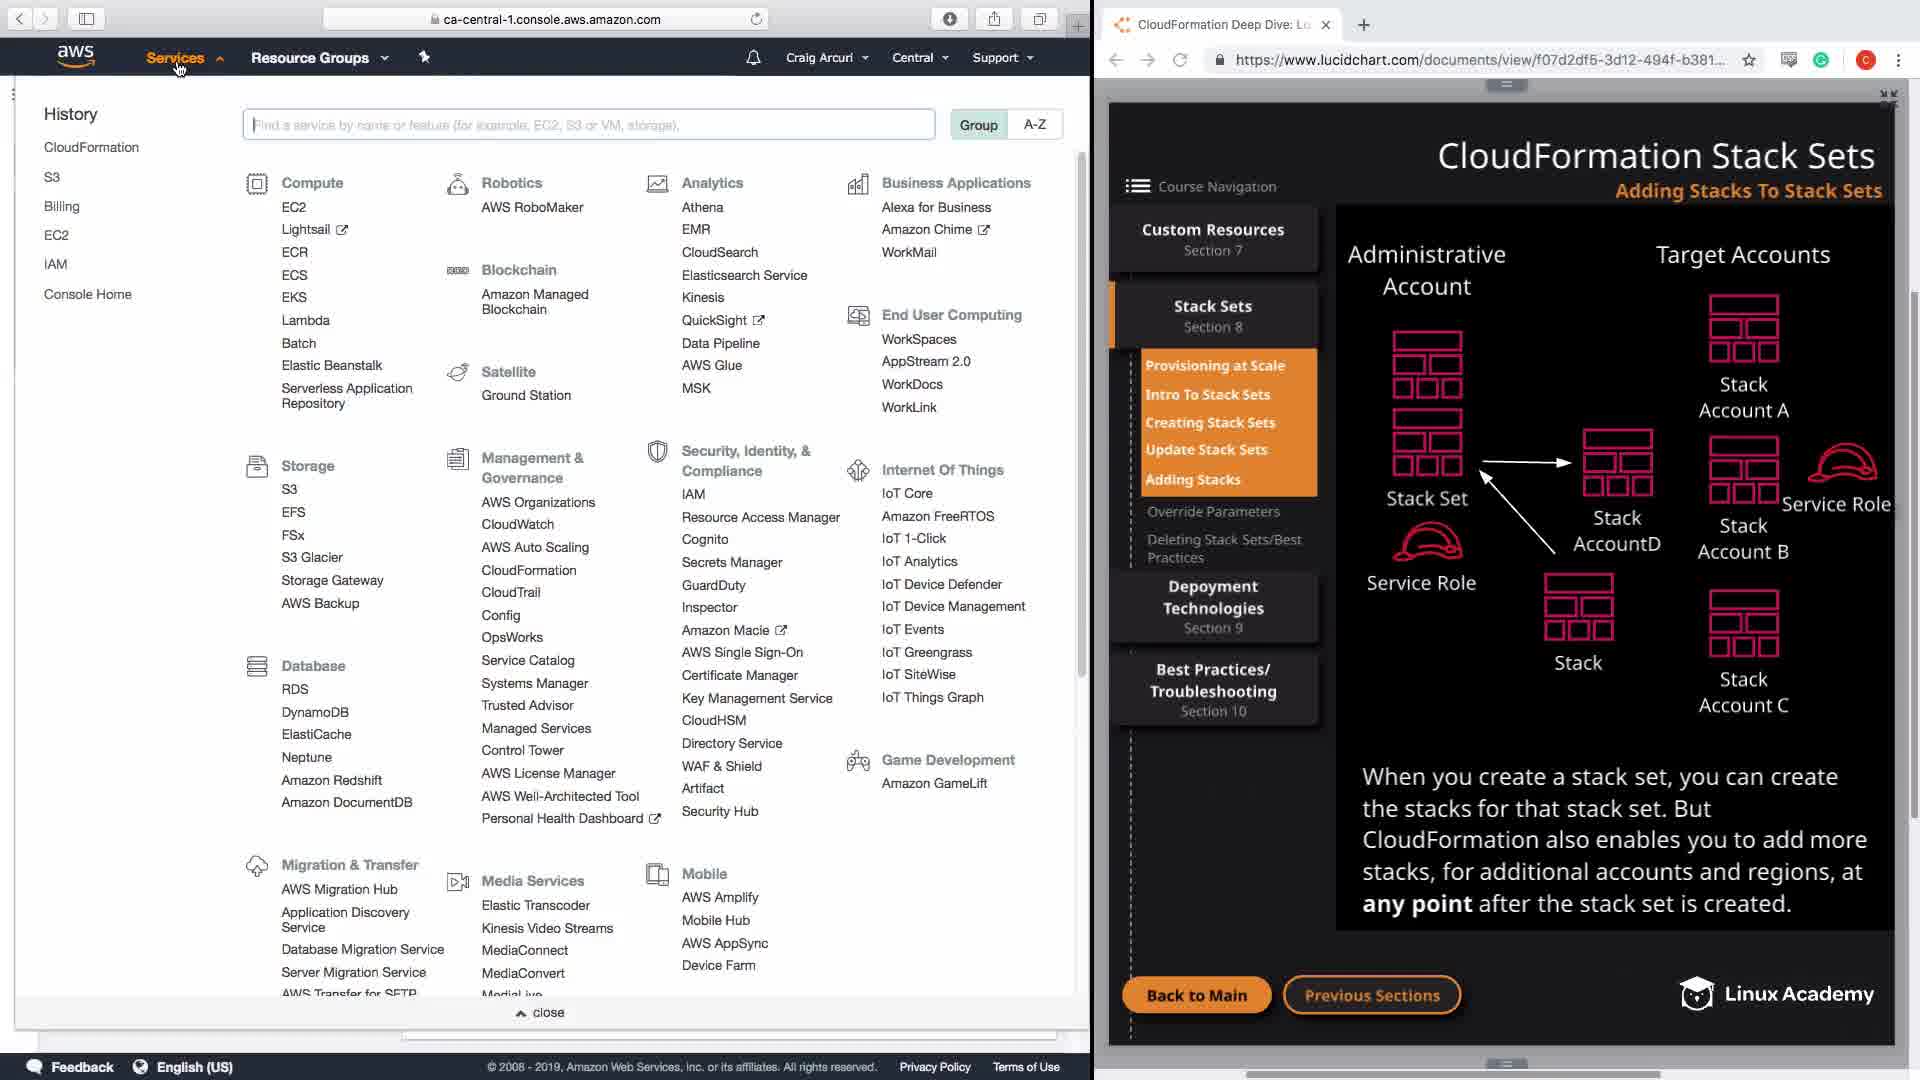 ca-central-1.console.aws.amazon.com
aws
Services
Resource Groups
Craig Arcuri
Central
Support
History
CloudFormation
S3
Billing
EC2
IAM
Console Home
Find a service by name or feature (for example, EC2, S3 or VM, storage).
Group
A-Z
Compute
EC2
Lightsail
ECR
ECS
EKS
Lambda
Batch
Elastic Beanstalk
Serverless Application
Repository
Storage
S3
EFS
FSx
S3 Glacier
Storage Gateway
AWS Backup
Database
RDS
DynamoDB
ElastiCache
Neptune
Amazon Redshift
Amazon DocumentDB
Migration & Transfer
AWS Migration Hub
Application Discovery
Service
Database Migration Service
Server Migration Service
AWS Transfer for SFTP
Robotics
AWS RoboMaker
Blockchain
Amazon Managed
Blockchain
Satellite
Ground Station
Management &
Governance
AWS Organizations
CloudWatch
AWS Auto Scaling
CloudFormation
CloudTrail
Config
OpsWorks
Service Catalog
Systems Manager
Trusted Advisor
Managed Services
Control Tower
AWS License Manager
AWS Well-Architected Tool
Personal Health Dashboard
Media Services
Elastic Transcoder
Kinesis Video Streams
MediaConnect
MediaConvert
MediaLive
Analytics
Athena
EMR
CloudSearch
Elasticsearch Service
Kinesis
QuickSight
Data Pipeline
AWS Glue
MSK
Security, Identity, &
Compliance
IAM
Resource Access Manager
Cognito
Secrets Manager
GuardDuty
Inspector
Amazon Macie
AWS Single Sign-On
Certificate Manager
Key Management Service
CloudHSM
Directory Service
WAF & Shield
Artifact
Security Hub
Mobile
AWS Amplify
Mobile Hub
AWS AppSync
Device Farm
Business Applications
Alexa for Business
Amazon Chime
WorkMail
End User Computing
WorkSpaces
AppStream 2.0
WorkDocs
WorkLink
Internet Of Things
IoT Core
Amazon FreeRTOS
IoT 1-Click
IoT Analytics
IoT Device Defender
IoT Device Management
IoT Events
IoT Greengrass
IoT SiteWise
IoT Things Graph
Game Development
Amazon GameLift
close
Feedback
English (US)
© 2008 - 2019, Amazon Web Services, Inc. or its affiliates. All rights reserved.
Privacy Policy
Terms of Use
CloudFormation Deep Dive: Lu
https://www.lucidchart.com/documents/view/f07d2df5-3d12-494f-b381...
C
CloudFormation Stack Sets
Adding Stacks To Stack Sets
Course Navigation
Custom Resources
Section 7
Stack Sets
Section 8
Provisioning at Scale
Intro To Stack Sets
Creating Stack Sets
Update Stack Sets
Adding Stacks
Override Parameters
Deleting Stack Sets/Best
Practices
Depoyment
Technologies
Section 9
Best Practices/
Troubleshooting
Section 10
Administrative
Account
Target Accounts
Stack Set
Service Role
Stack
AccountD
Stack
Stack
Account A
Stack
Account B
Service Role
Stack
Account C
When you create a stack set, you can create
the stacks for that stack set. But
CloudFormation also enables you to add more
stacks, for additional accounts and regions, at
any point after the stack set is created.
Back to Main
Previous Sections
Linux Academy